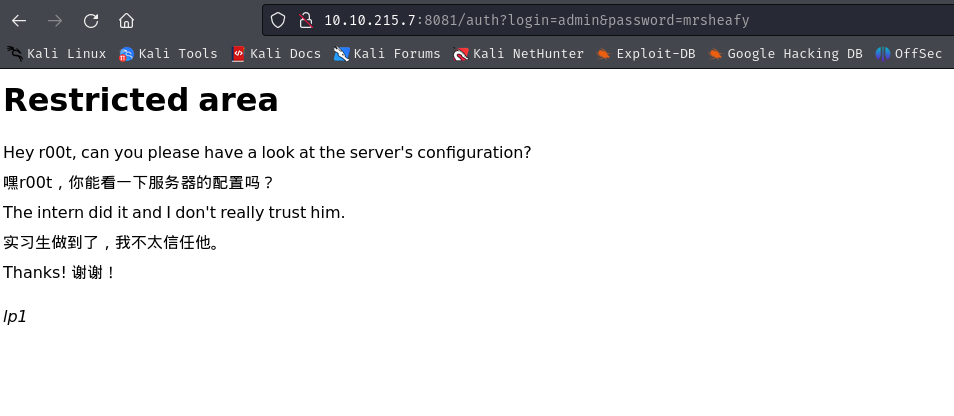 10.10.215.7:8081/auth?login=admin&password=mrsheafy
Kali Linux Kali Tools Kali Docs Kali Forums Kali NetHunter Exploit-DB Google Hacking DB OffSec
Restricted area
Hey r00t, can you please have a look at the server's configuration?
嘿r00t，你能看一下服务器的配置吗？
The intern did it and I don't really trust him.
实习生做到了，我不太信任他。
Thanks! 谢谢！
lp1